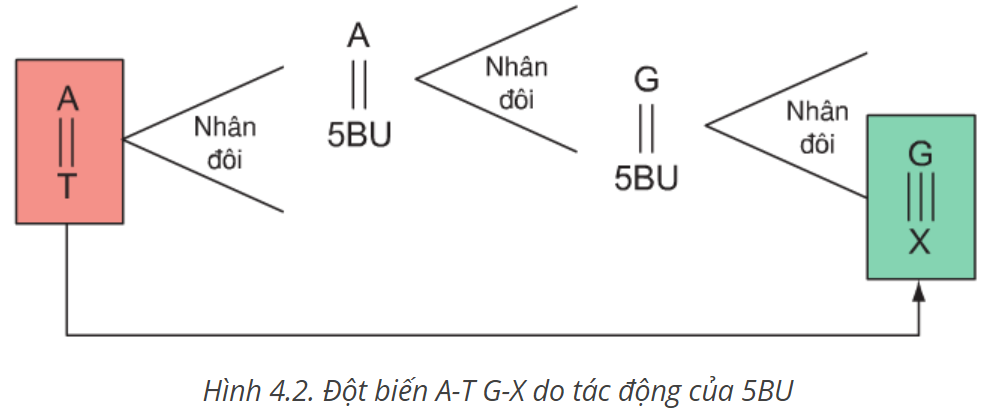 A
T
Nhân
đôi
A
5BU
Nhân
đôi
G
5BU
Nhân
đôi
G
X
Hình 4.2. Đột biến A-T G-X do tác động của 5BU